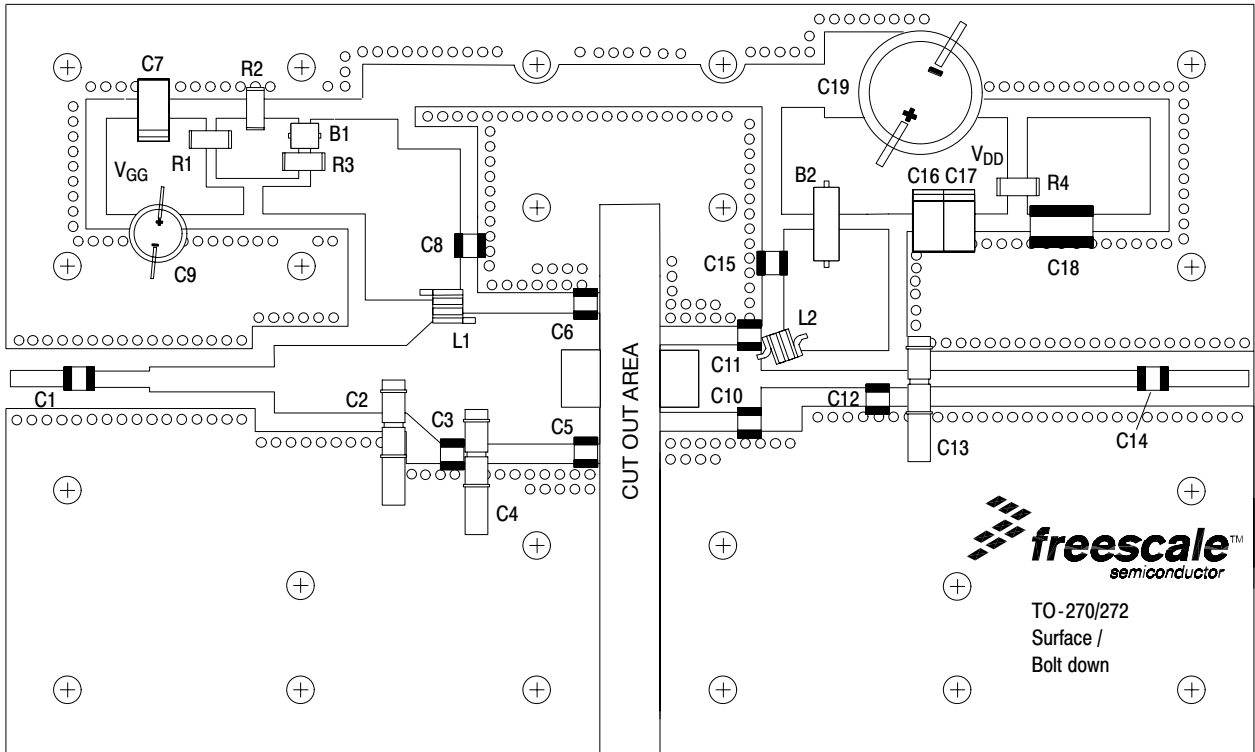 C7
R2
C19
B1
R1
R3
VGG
VDD
B2
C16 C17
R4
C8
C9
C15
C18
C6
L1
L2
C11
CUT OUT AREA
C1
C2
C3
C5
C10
C12
C14
C13
C4
freescale™
semiconductor
TO-270/272
Surface /
Bolt down